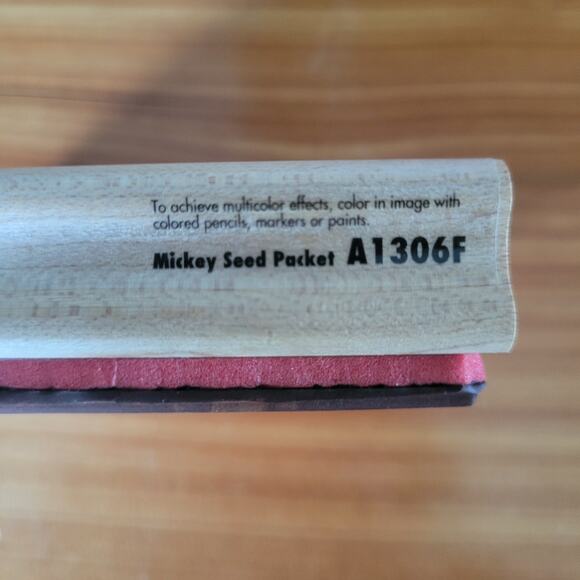 To achieve multicolor effects, color in image with
colored pencils, markers or paints.
Mickey Seed Packet A1306F